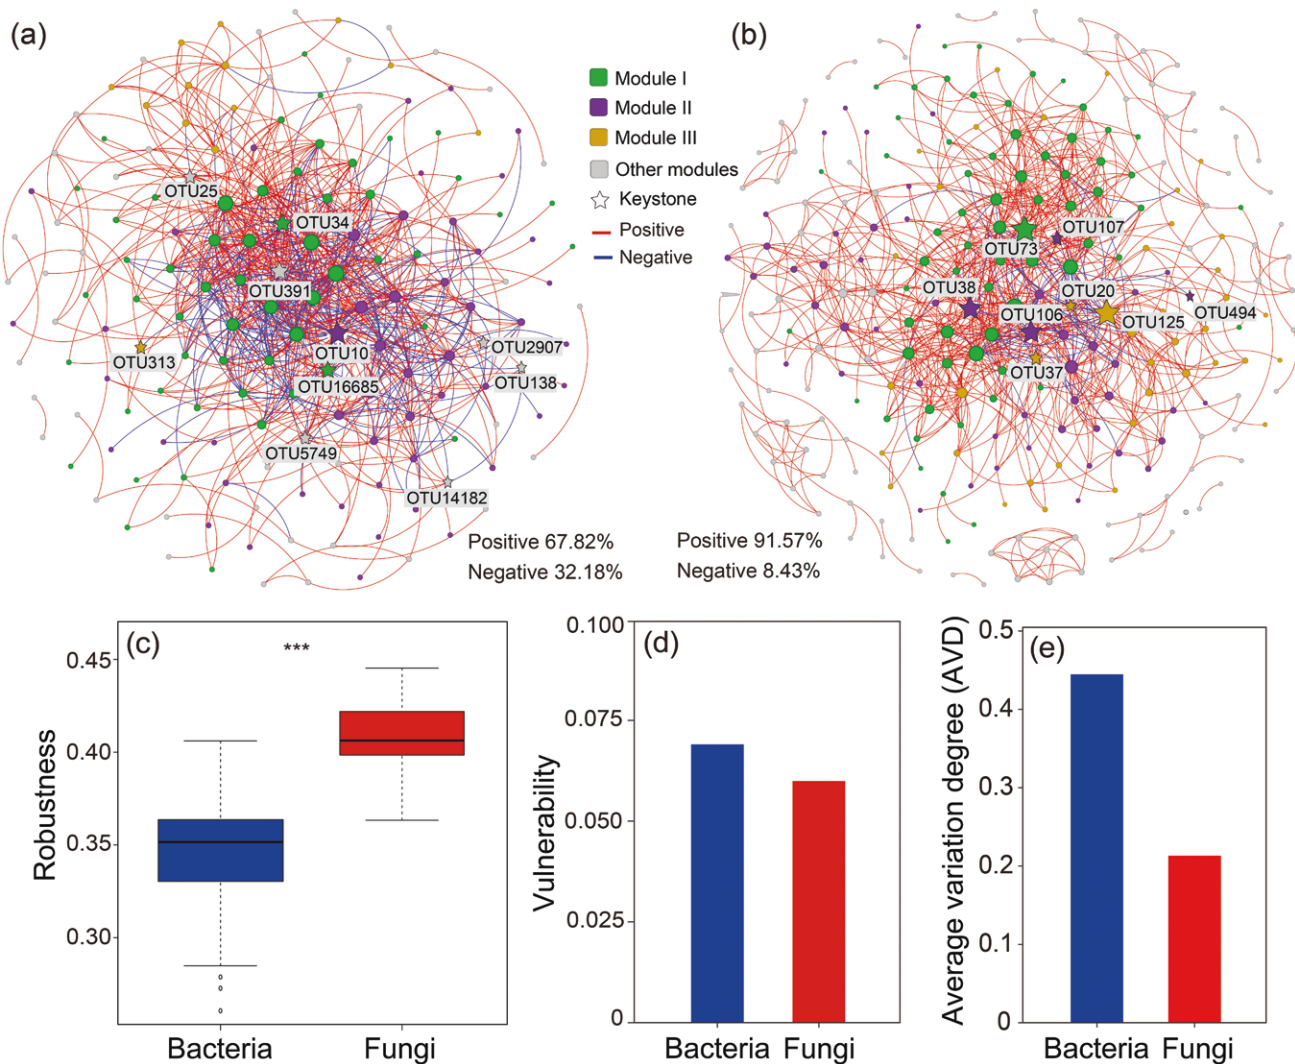 (a)
(b)
Module I
Module II
Module III
Other modules
Keystone
Positive
Negative
OTU25
OTU34
OTU391
OTU10
OTU313
OTU16685
OTU2907
OTU138
OTU5749
OTU14182
OTU107
OTU73
OTU38
OTU20
OTU106
OTU125
OTU494
OTU37
Positive 67.82%
Negative 32.18%
Positive 91.57%
Negative 8.43%
(c)
***
Robustness
0.45
0.40
0.35
0.30
Bacteria
Fungi
(d)
Vulnerability
0.100
0.075
0.050
0.025
0
Bacteria
Fungi
(e)
Average variation degree (AVD)
0.5
0.4
0.3
0.2
0.1
0
Bacteria
Fungi